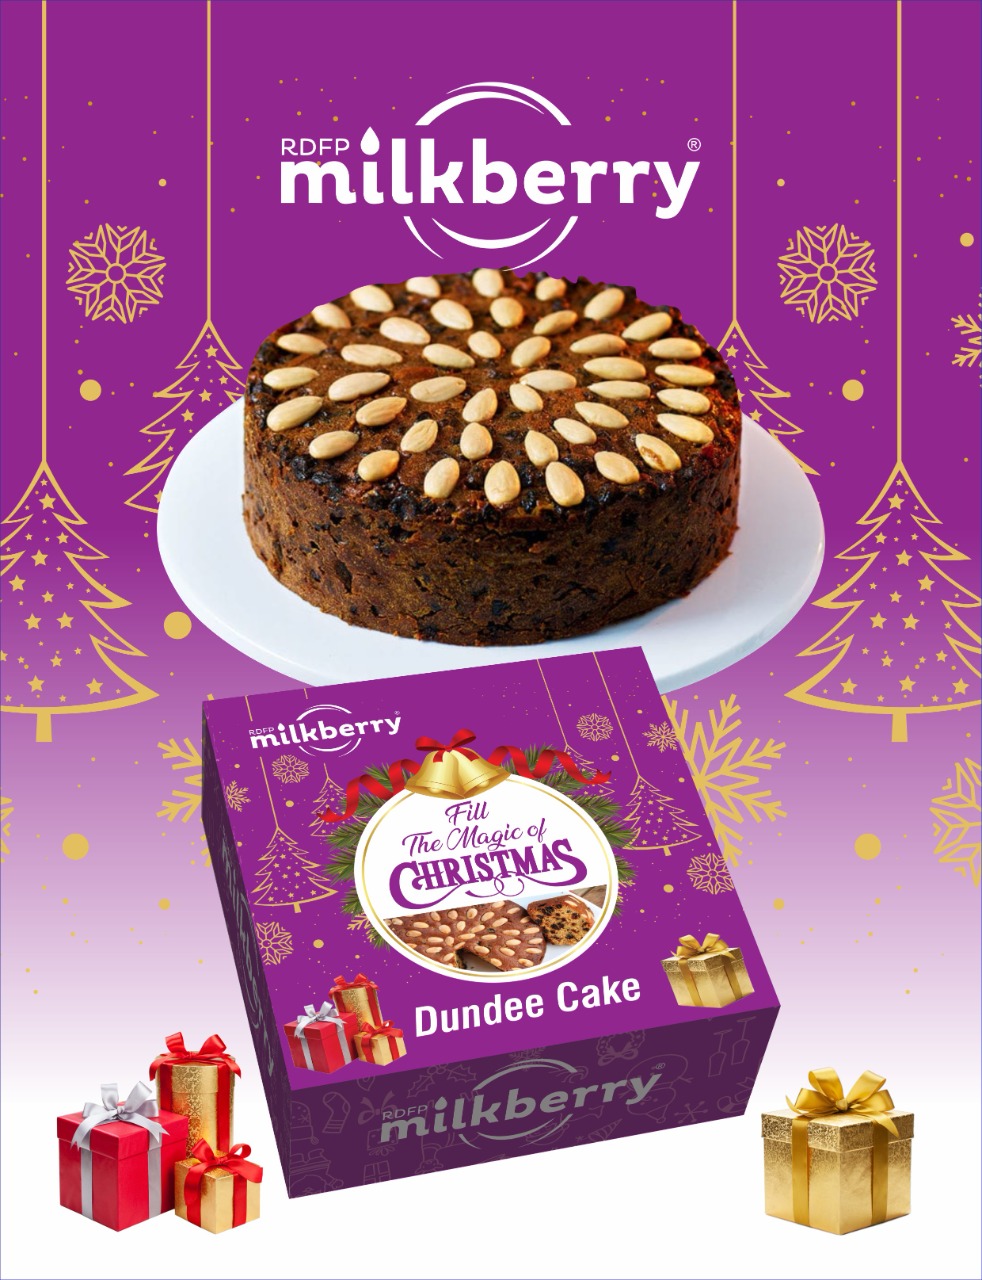 RDFP
milkberry®
RDFP
milkberry®
Fill
The Magic of
CHRISTMAS
Dundee Cake
RDFP
milkberry®